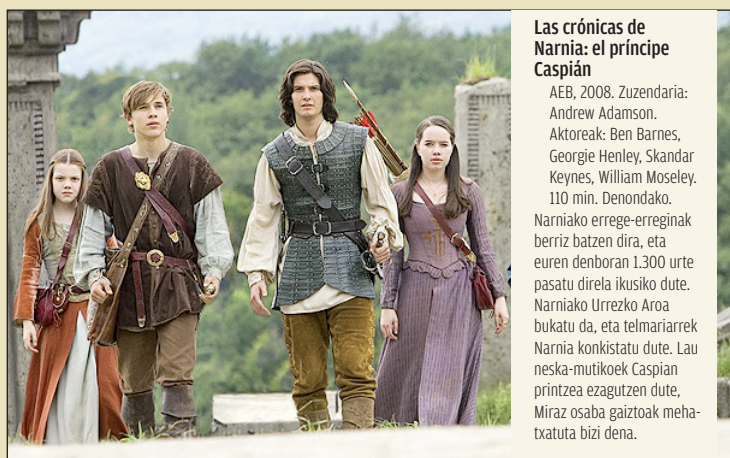 Las crónicas de
Narnia: el príncipe
Caspián
AEB, 2008. Zuzendaria:
Andrew Adamson.
Aktoreak: Ben Barnes,
Georgie Henley, Skandar
Keynes, William Moseley.
110 min. Denondako.
Narniako errege-erreginak
berriz batzen dira, eta
euren denboran 1.300 urte
pasatu direla ikusiko dute.
Narniako Urrezko Aroa
bukatu da, eta telmariarrek
Narnia konkistatu dute. Lau
neska-mutikoek Caspian
printzea ezagutzen dute,
Miraz osaba gaiztoak meha-
txatuta bizi dena.